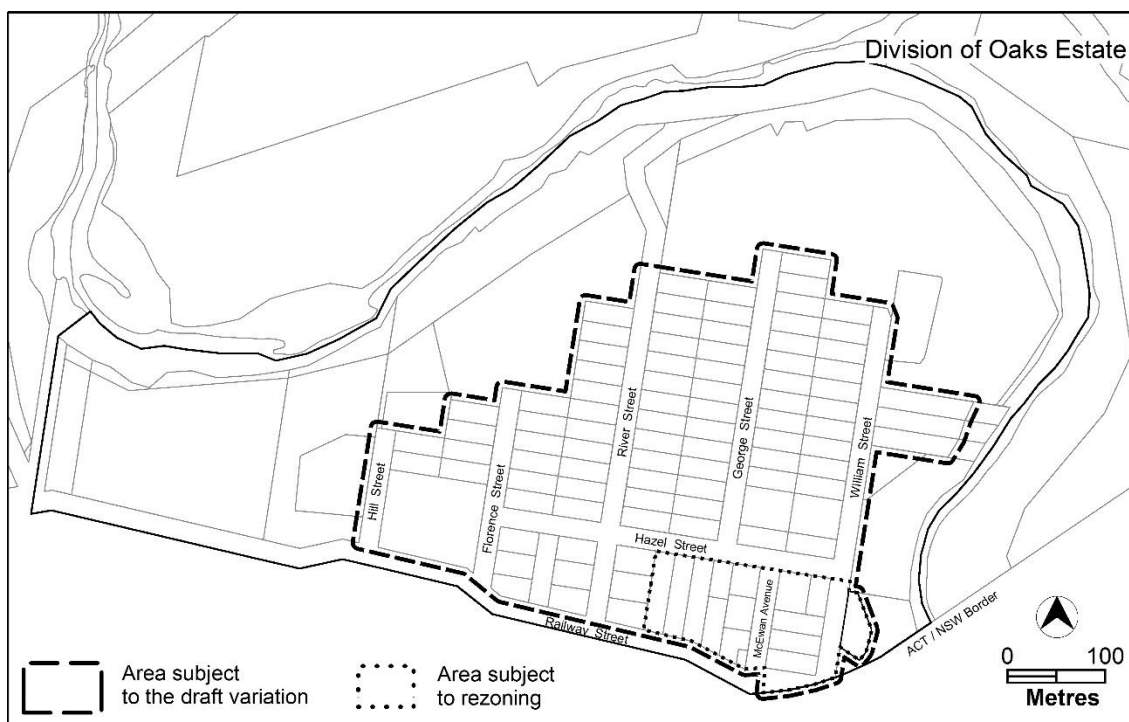 Division of Oaks Estate
River Street
George Street
William Street
Hill Street
Florence Street
Hazel Street
McEwan Avenue
Railway Street
ACT / NSW Border
Area subject
to the draft variation
Area subject
to rezoning
0 100
Metres